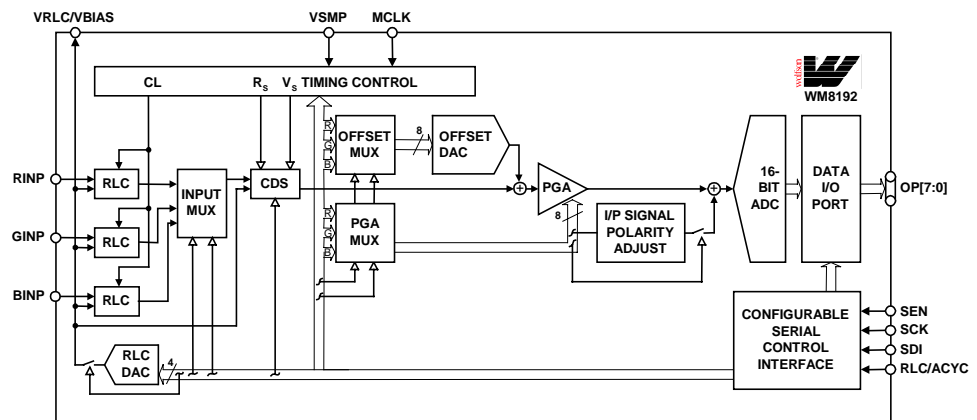 VRLC/VBIAS
VSMP
MCLK
CL
RS
VS TIMING CONTROL
wolfson
WM8192
R
G
B
OFFSET
MUX
8
OFFSET
DAC
RINP
RLC
INPUT
MUX
CDS
PGA
8
16-
BIT
ADC
DATA
I/O
PORT
OP[7:0]
R
G
B
PGA
MUX
I/P SIGNAL
POLARITY
ADJUST
GINP
RLC
BINP
RLC
CONFIGURABLE
SERIAL
CONTROL
INTERFACE
SEN
SCK
SDI
RLC/ACYC
RLC
DAC
4